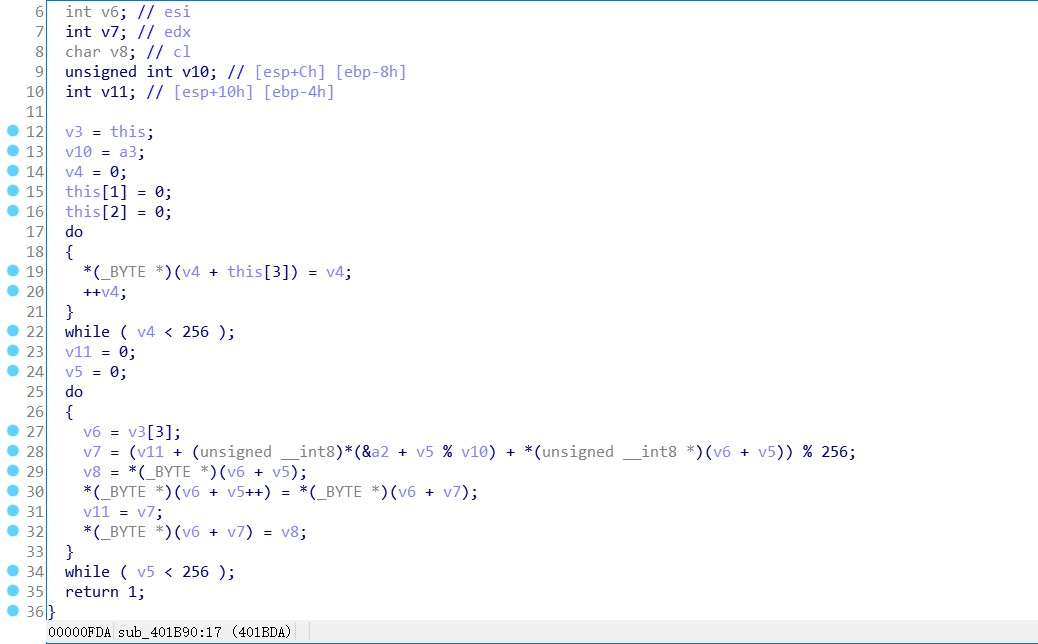 6 int v6; // esi
7 int v7; // edx
8 char v8; // cl
9 unsigned int v10; // [esp+Ch] [ebp-8h]
10 int v11; // [esp+10h] [ebp-4h]
11
12 v3 = this;
13 v10 = a3;
14 v4 = 0;
15 this[1] = 0;
16 this[2] = 0;
17 do
18 {
19 *(_BYTE *)(v4 + this[3]) = v4;
20 ++v4;
21 }
22 while ( v4 < 256 );
23 v11 = 0;
24 v5 = 0;
25 do
26 {
27 v6 = v3[3];
28 v7 = (v11 + (unsigned __int8)*(&a2 + v5 % v10) + *(unsigned __int8 *)(v6 + v5)) % 256;
29 v8 = *(_BYTE *)(v6 + v5);
30 *(_BYTE *)(v6 + v5++) = *(_BYTE *)(v6 + v7);
31 v11 = v7;
32 *(_BYTE *)(v6 + v7) = v8;
33 }
34 while ( v5 < 256 );
35 return 1;
36 }
00000FDA sub_401B90:17 (401BDA)